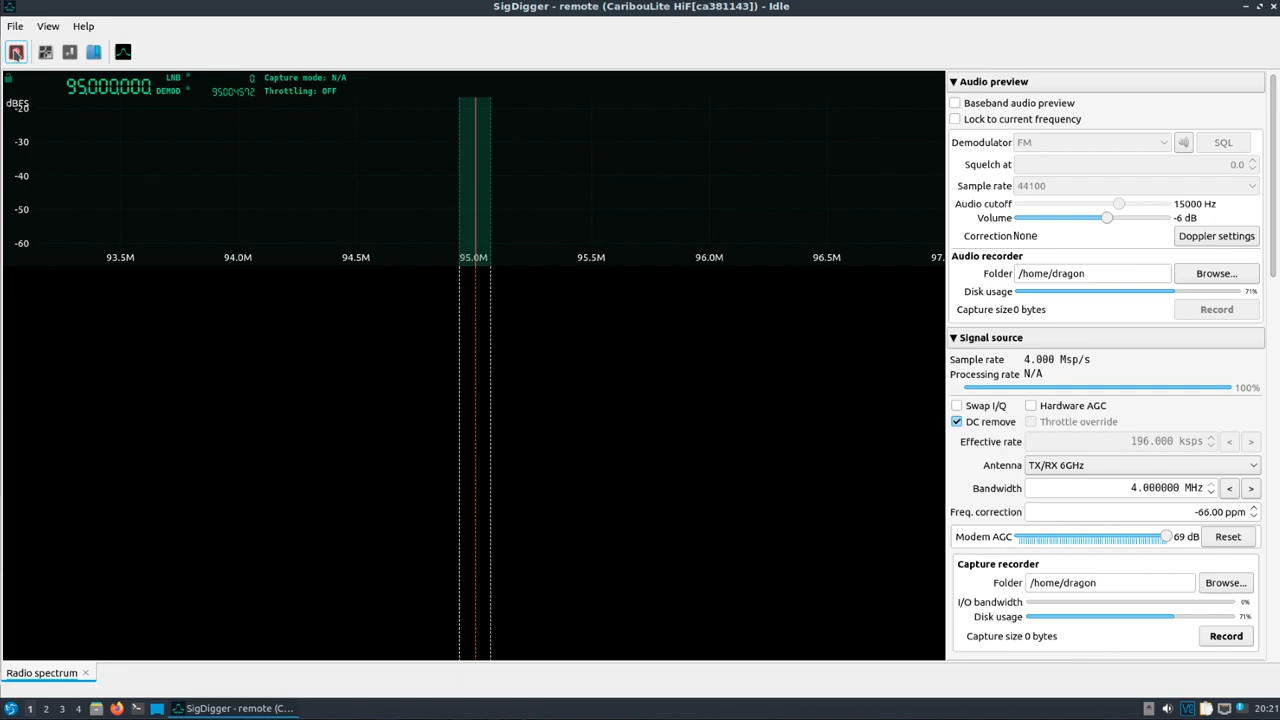 SigDigger - remote (CaribouLite HiF[ca381143]) - Idle
File View Help
95.000.000. LNB 0 Capture mode: N/A
DEMOD 95004572 Throttling: OFF
dBFS
-20
-30
-40
-50
-60
93.5M 94.0M 94.5M 95.0M 95.5M 96.0M 96.5M 97.
Audio preview
Baseband audio preview
Lock to current frequency
Demodulator FM SQL
Squelch at 0.0
Sample rate 44100
Audio cutoff 15000 Hz
Volume -6 dB
Correction None Doppler settings
Audio recorder
Folder /home/dragon Browse...
Disk usage 71%
Capture size 0 bytes Record
Signal source
Sample rate 4.000 Msp/s
Processing rate N/A
100%
Swap I/Q Hardware AGC
DC remove Throttle override
Effective rate 196.000 ksps < >
Antenna TX/RX 6GHz
Bandwidth 4.000000 MHz < >
Freq. correction -66.00 ppm
Modem AGC 69 dB Reset
Capture recorder
Folder /home/dragon Browse...
I/O bandwidth 0%
Disk usage 71%
Capture size 0 bytes Record
Radio spectrum
1 2 3 4 SigDigger - remote (C... 20:21